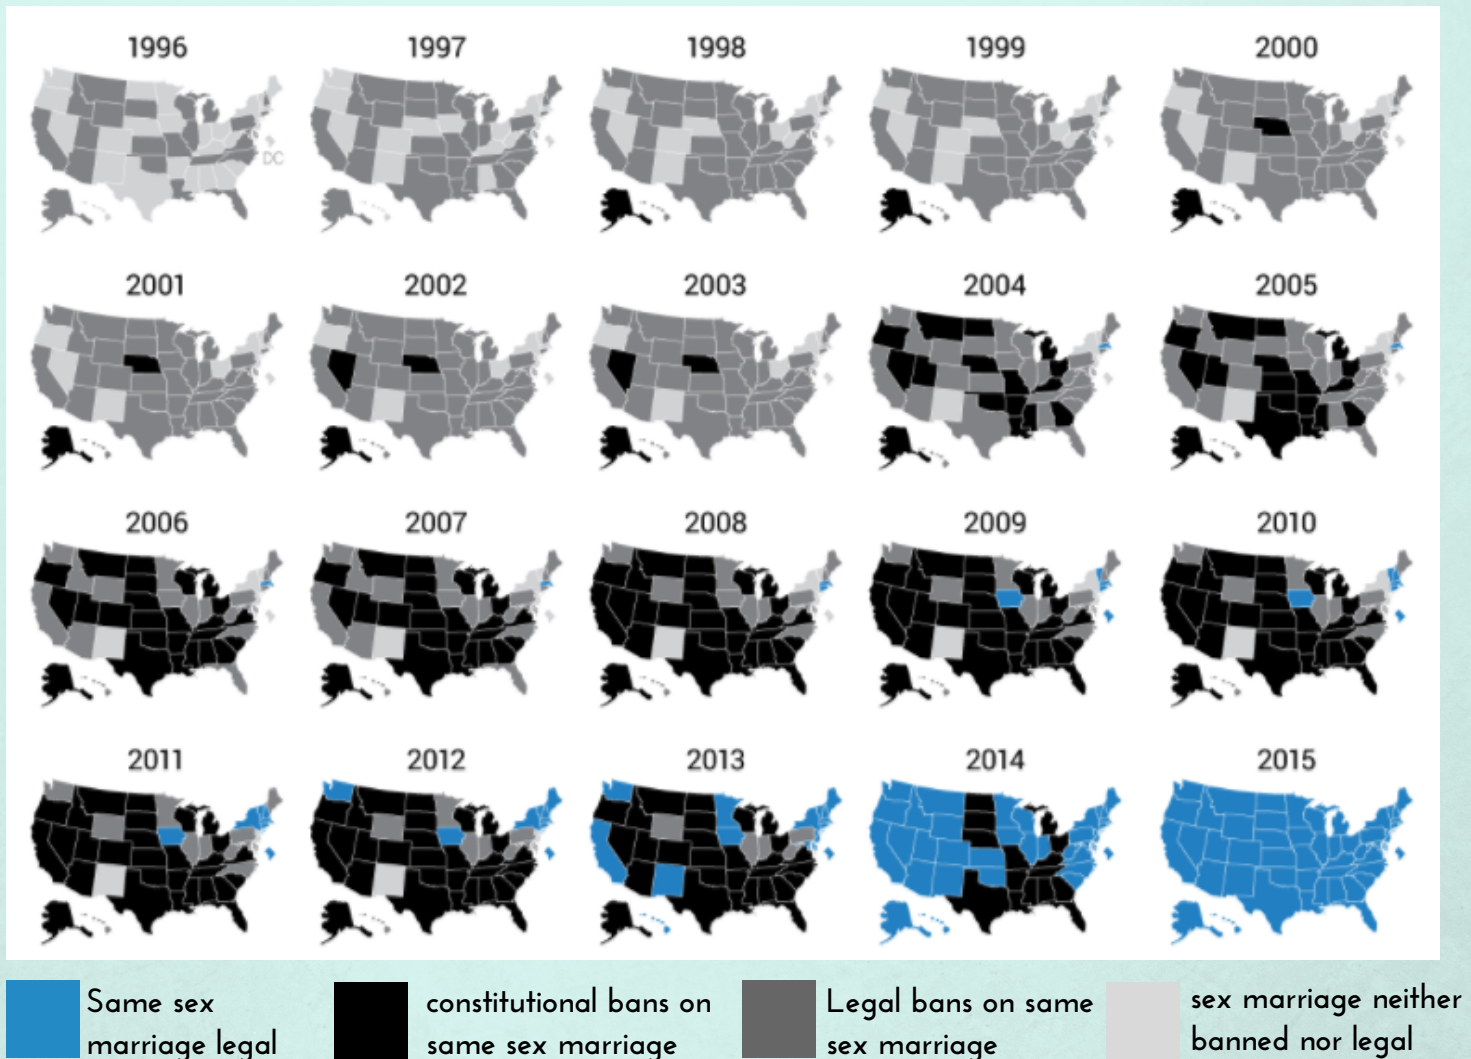 1996
1997
1998
1999
2000
DC
2001
2002
2003
2004
2005
2006
2007
2008
2009
2010
2011
2012
2013
2014
2015
Same sex
marriage legal
constitutional bans on
same sex marriage
Legal bans on same
sex marriage
sex marriage neither
banned nor legal